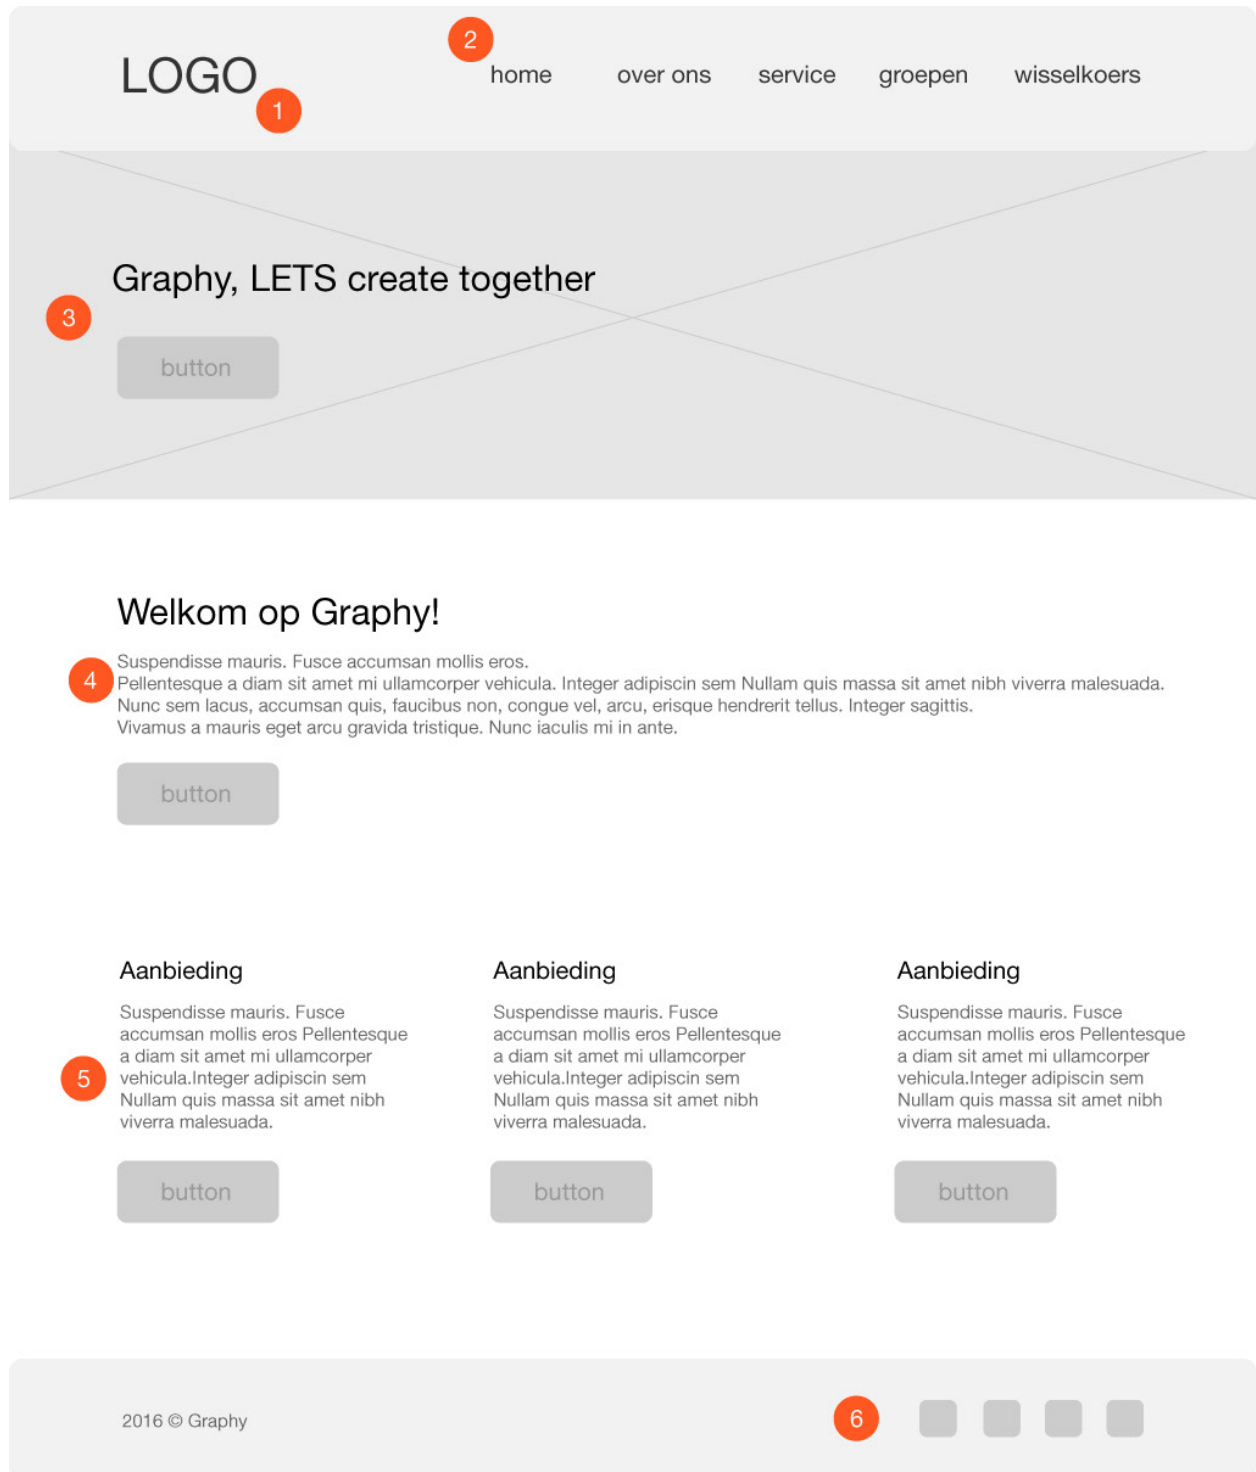 LOGO
1
2
home over ons service groepen wisselkoers
Graphy, LETS create together
3
button
Welkom op Graphy!
4
Suspendisse mauris. Fusce accumsan mollis eros.
Pellentesque a diam sit amet mi ullamcorper vehicula. Integer adipiscin sem Nullam quis massa sit amet nibh viverra malesuada.
Nunc sem lacus, accumsan quis, faucibus non, congue vel, arcu, erisque hendrerit tellus. Integer sagittis.
Vivamus a mauris eget arcu gravida tristique. Nunc iaculis mi in ante.
button
5
Aanbieding
Suspendisse mauris. Fusce
accumsan mollis eros Pellentesque
a diam sit amet mi ullamcorper
vehicula.Integer adipiscin sem
Nullam quis massa sit amet nibh
viverra malesuada.
button
Aanbieding
Suspendisse mauris. Fusce
accumsan mollis eros Pellentesque
a diam sit amet mi ullamcorper
vehicula.Integer adipiscin sem
Nullam quis massa sit amet nibh
viverra malesuada.
button
Aanbieding
Suspendisse mauris. Fusce
accumsan mollis eros Pellentesque
a diam sit amet mi ullamcorper
vehicula.Integer adipiscin sem
Nullam quis massa sit amet nibh
viverra malesuada.
button
2016 © Graphy
6